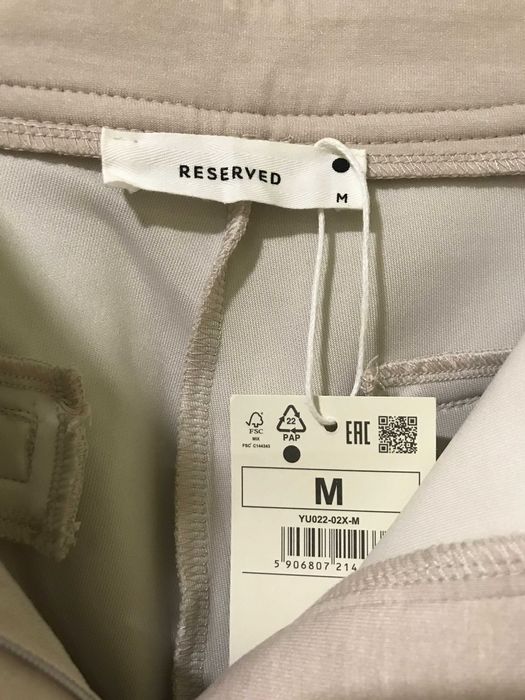 RESERVED
M
FSC
MIX
FSC® C144343
22
PAP
EAC
M
YU022-02X-M
5 906807 214